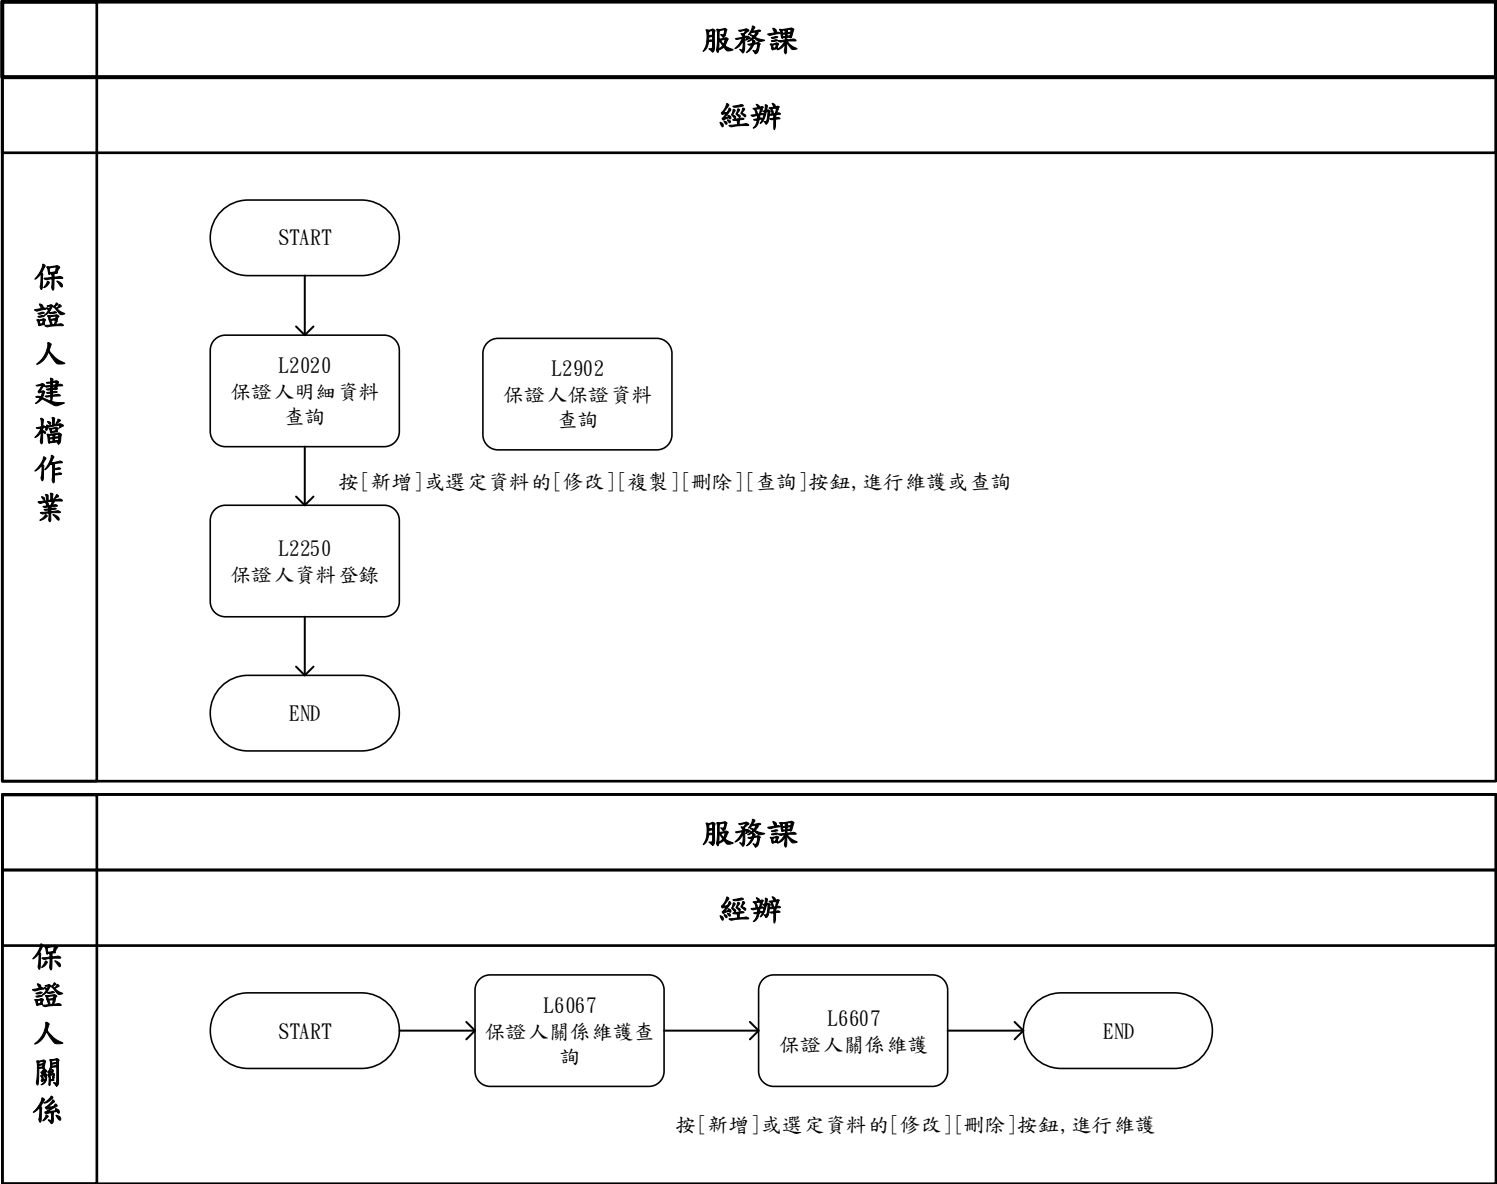 服務課
經辦
保
證
人
建
檔
作
業
START
L2020
保證人明細資料
查詢
L2902
保證人保證資料
查詢
按[新增]或選定資料的[修改][複製][刪除][查詢]按鈕,進行維護或查詢
L2250
保證人資料登錄
END
服務課
經辦
保
證
人
關
係
START
L6067
保證人關係維護查
詢
L6607
保證人關係維護
END
按[新增]或選定資料的[修改][刪除]按鈕,進行維護